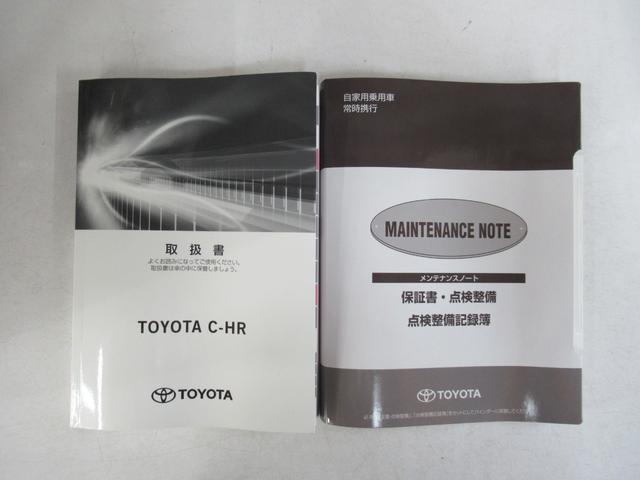 取扱書
よくお読みになってご使用ください。
取扱書は車の中に保管しましょう。
TOYOTA C-HR
TOYOTA
自家用乗用車
常時携行
MAINTENANCE NOTE
メンテナンスノート
保証書・点検整備
点検整備記録簿
TOYOTA